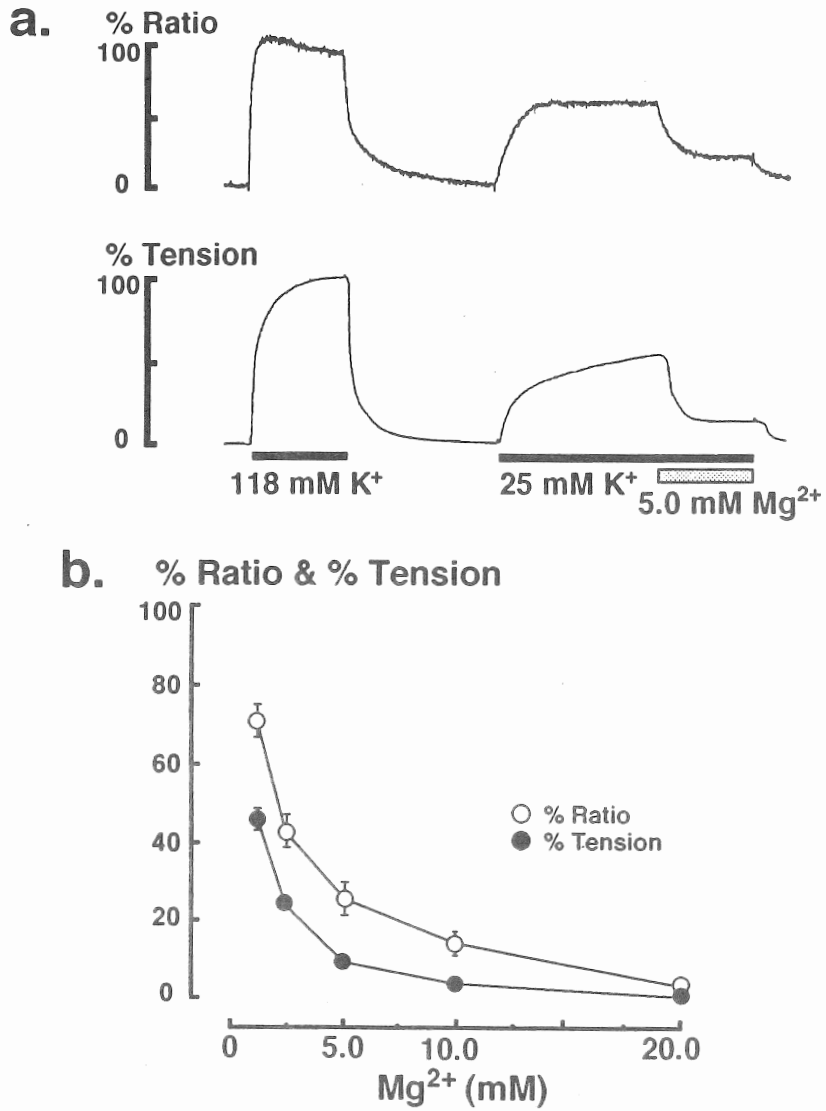 a.
% Ratio
100
0
% Tension
100
0
118 mM K⁺
25 mM K⁺
5.0 mM Mg²⁺
b.
% Ratio & % Tension
100
80
60
40
20
0
% Ratio
% Tension
0 5.0 10.0 20.0
Mg²⁺ (mM)